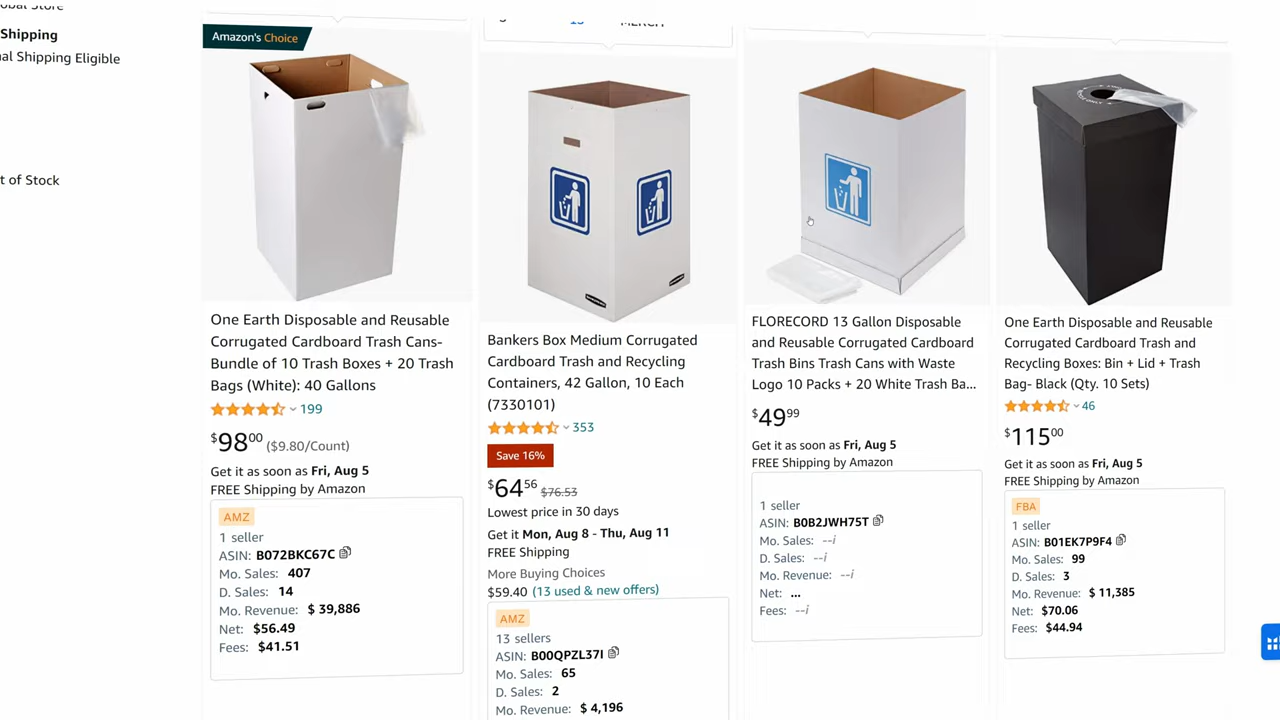 Shipping
al Shipping Eligible
t of Stock
Amazon's Choice
One Earth Disposable and Reusable
Corrugated Cardboard Trash Cans-
Bundle of 10 Trash Boxes + 20 Trash
Bags (White): 40 Gallons
199
$98 00 ($9.80/Count)
Get it as soon as Fri, Aug 5
FREE Shipping by Amazon
AMZ
1 seller
ASIN: B072BKC67C
Mo. Sales: 407
D. Sales: 14
Mo. Revenue: $ 39,886
Net: $56.49
Fees: $41.51
Bankers Box Medium Corrugated
Cardboard Trash and Recycling
Containers, 42 Gallon, 10 Each
(7330101)
353
Save 16%
$64 56 $76.53
Lowest price in 30 days
Get it Mon, Aug 8 - Thu, Aug 11
FREE Shipping
More Buying Choices
$59.40 (13 used & new offers)
AMZ
13 sellers
ASIN: B00QPZL37I
Mo. Sales: 65
D. Sales: 2
Mo. Revenue: $ 4,196
FLORECORD 13 Gallon Disposable
and Reusable Corrugated Cardboard
Trash Bins Trash Cans with Waste
Logo 10 Packs + 20 White Trash Ba...
$49 99
Get it as soon as Fri, Aug 5
FREE Shipping by Amazon
1 seller
ASIN: B0B2JWH75T
Mo. Sales: --i
D. Sales: --i
Mo. Revenue: --i
Net: ...
Fees: --i
One Earth Disposable and Reusable
Corrugated Cardboard Trash and
Recycling Boxes: Bin + Lid + Trash
Bag- Black (Qty. 10 Sets)
46
$115 00
Get it as soon as Fri, Aug 5
FREE Shipping by Amazon
FBA
1 seller
ASIN: B01EK7P9F4
Mo. Sales: 99
D. Sales: 3
Mo. Revenue: $ 11,385
Net: $70.06
Fees: $44.94